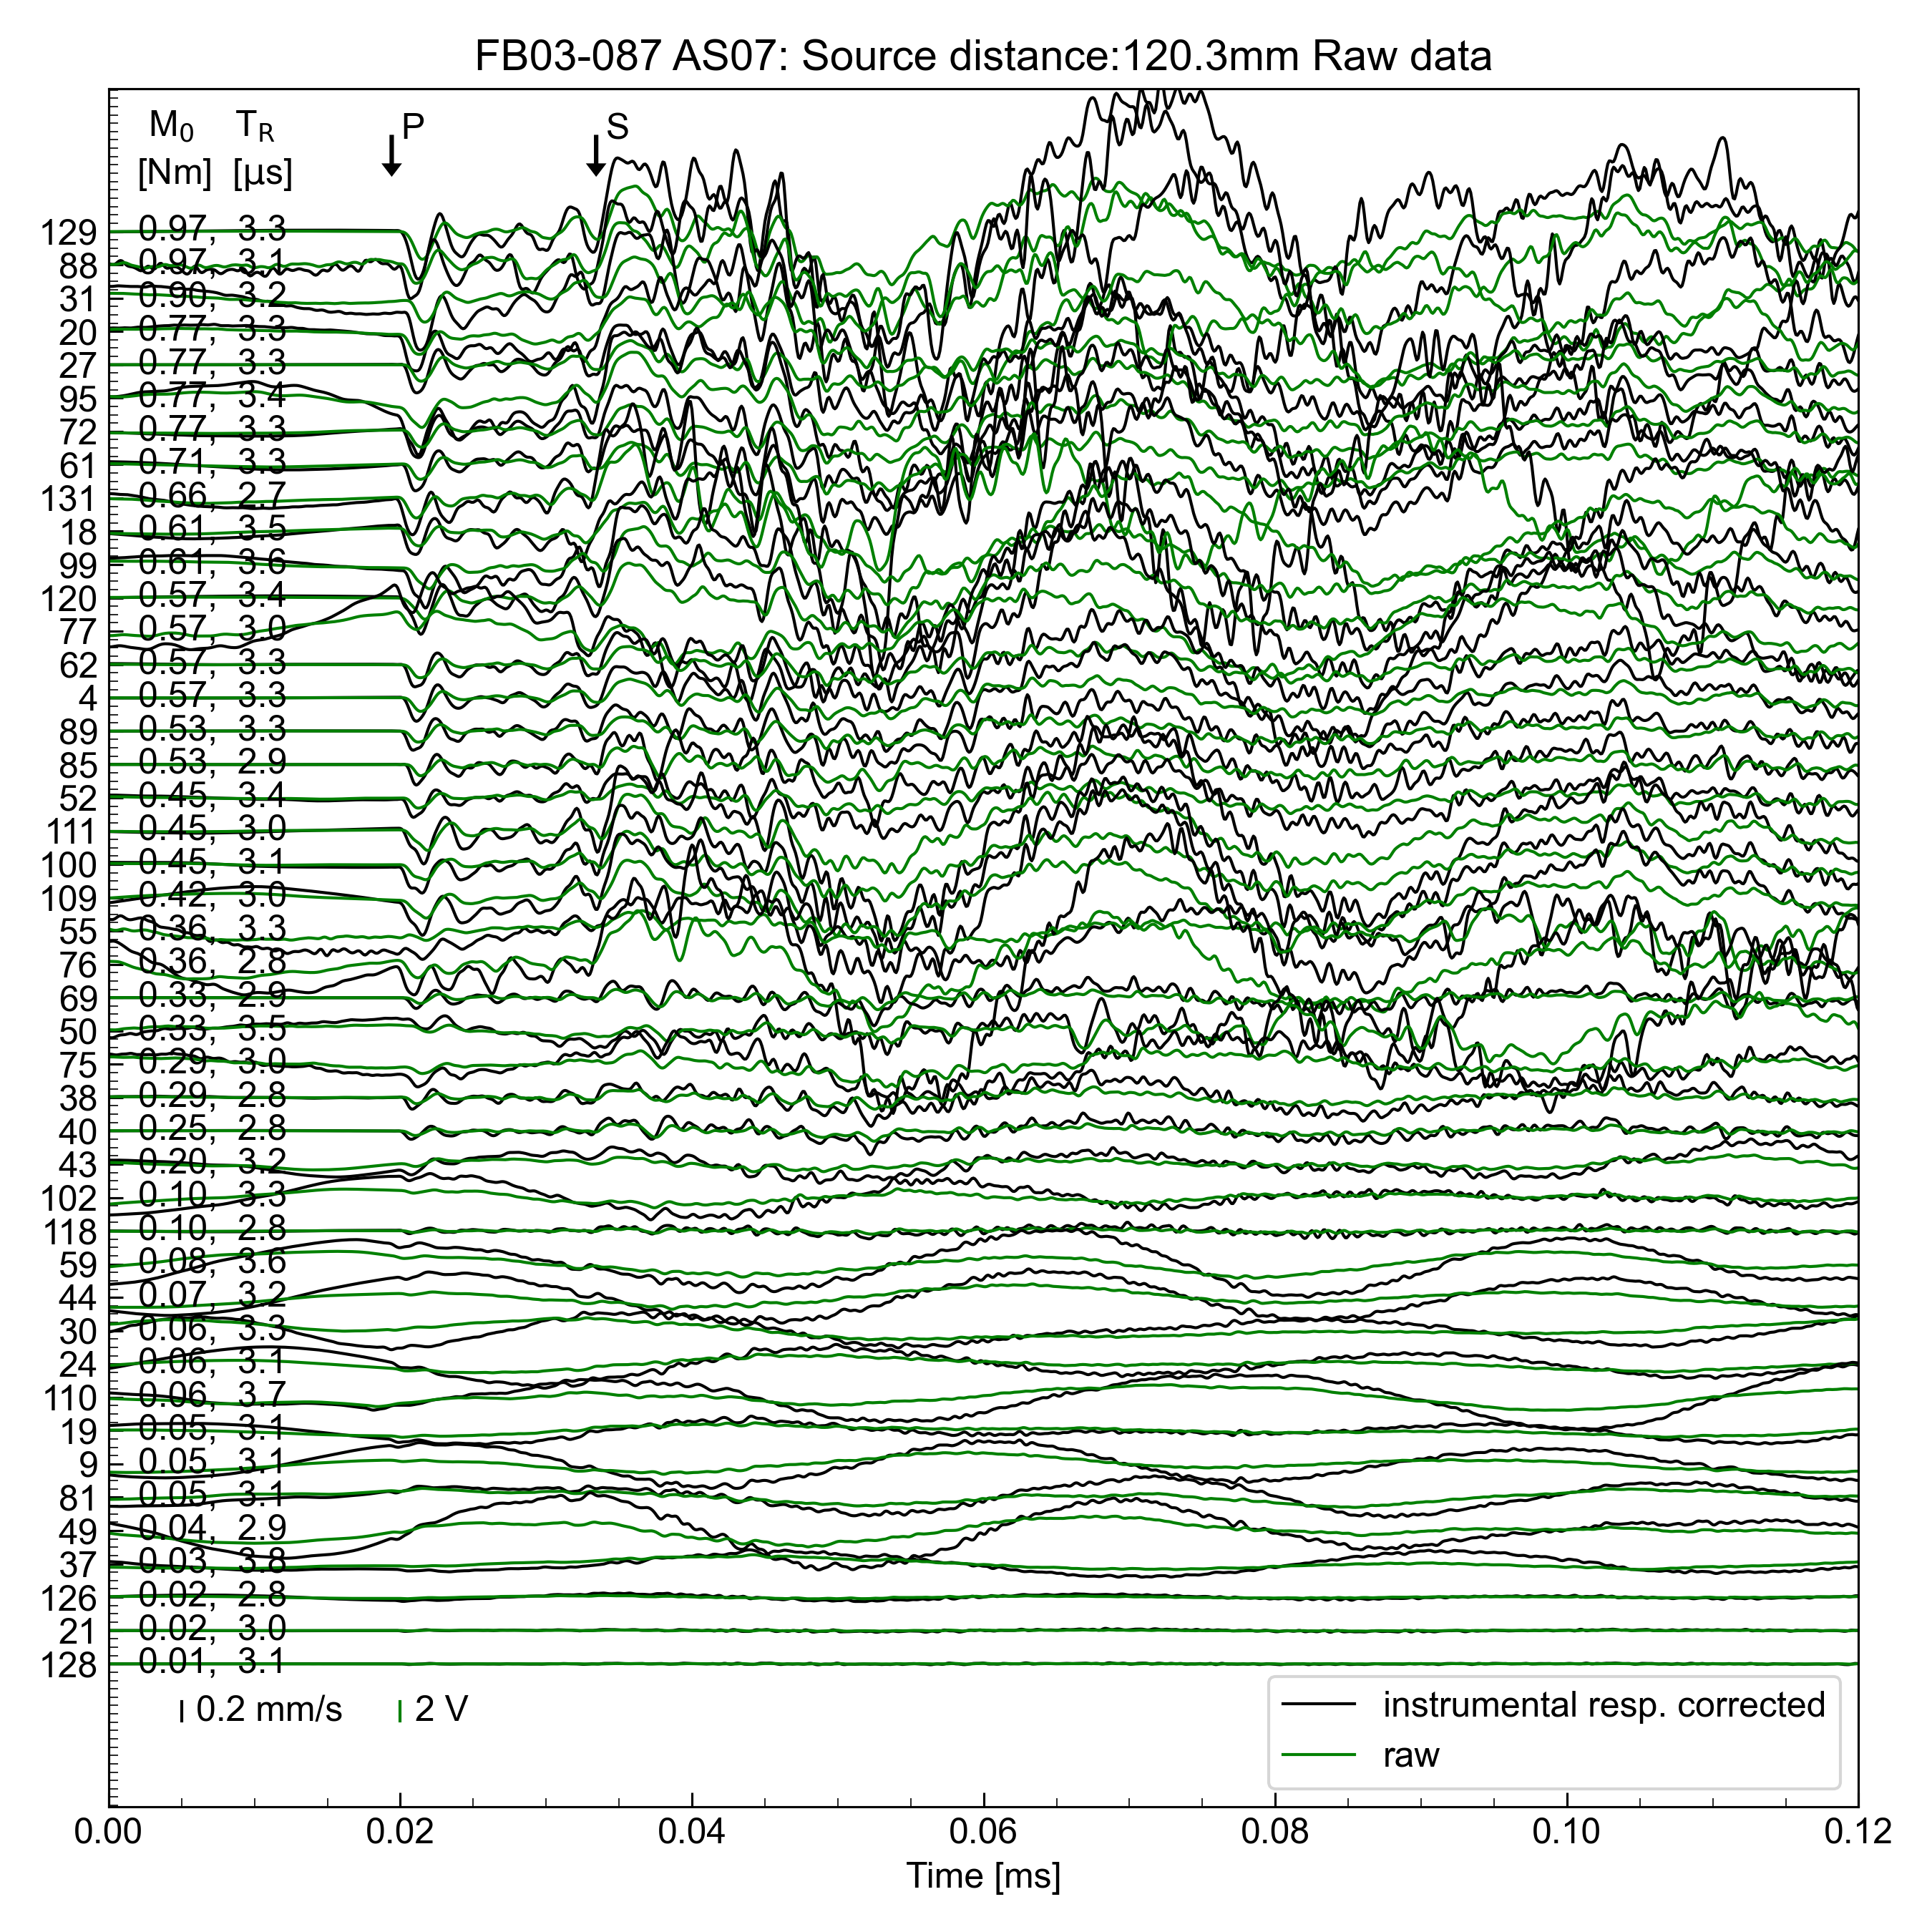 FB03-087 AS07: Source distance:120.3mm Raw data
M0 TR P S
[Nm] [μs]
129 0.97, 3.3
88 0.97, 3.1
31 0.90, 3.2
20 0.77, 3.3
27 0.77, 3.3
95 0.77, 3.4
72 0.77, 3.3
61 0.71, 3.3
131 0.66, 2.7
18 0.61, 3.5
99 0.61, 3.6
120 0.57, 3.4
77 0.57, 3.0
62 0.57, 3.3
4 0.57, 3.3
89 0.53, 3.3
85 0.53, 2.9
52 0.45, 3.4
111 0.45, 3.0
100 0.45, 3.1
109 0.42, 3.0
55 0.36, 3.3
76 0.36, 2.8
69 0.33, 2.9
50 0.33, 3.5
75 0.29, 3.0
38 0.29, 2.8
40 0.25, 2.8
43 0.20, 3.2
102 0.10, 3.3
118 0.10, 2.8
59 0.08, 3.6
44 0.07, 3.2
30 0.06, 3.3
24 0.06, 3.1
110 0.06, 3.7
19 0.05, 3.1
9 0.05, 3.1
81 0.05, 3.1
49 0.04, 2.9
37 0.03, 3.8
126 0.02, 2.8
21 0.02, 3.0
128 0.01, 3.1
0.2 mm/s 2 V
instrumental resp. corrected
raw
0.00 0.02 0.04 0.06 0.08 0.10 0.12
Time [ms]